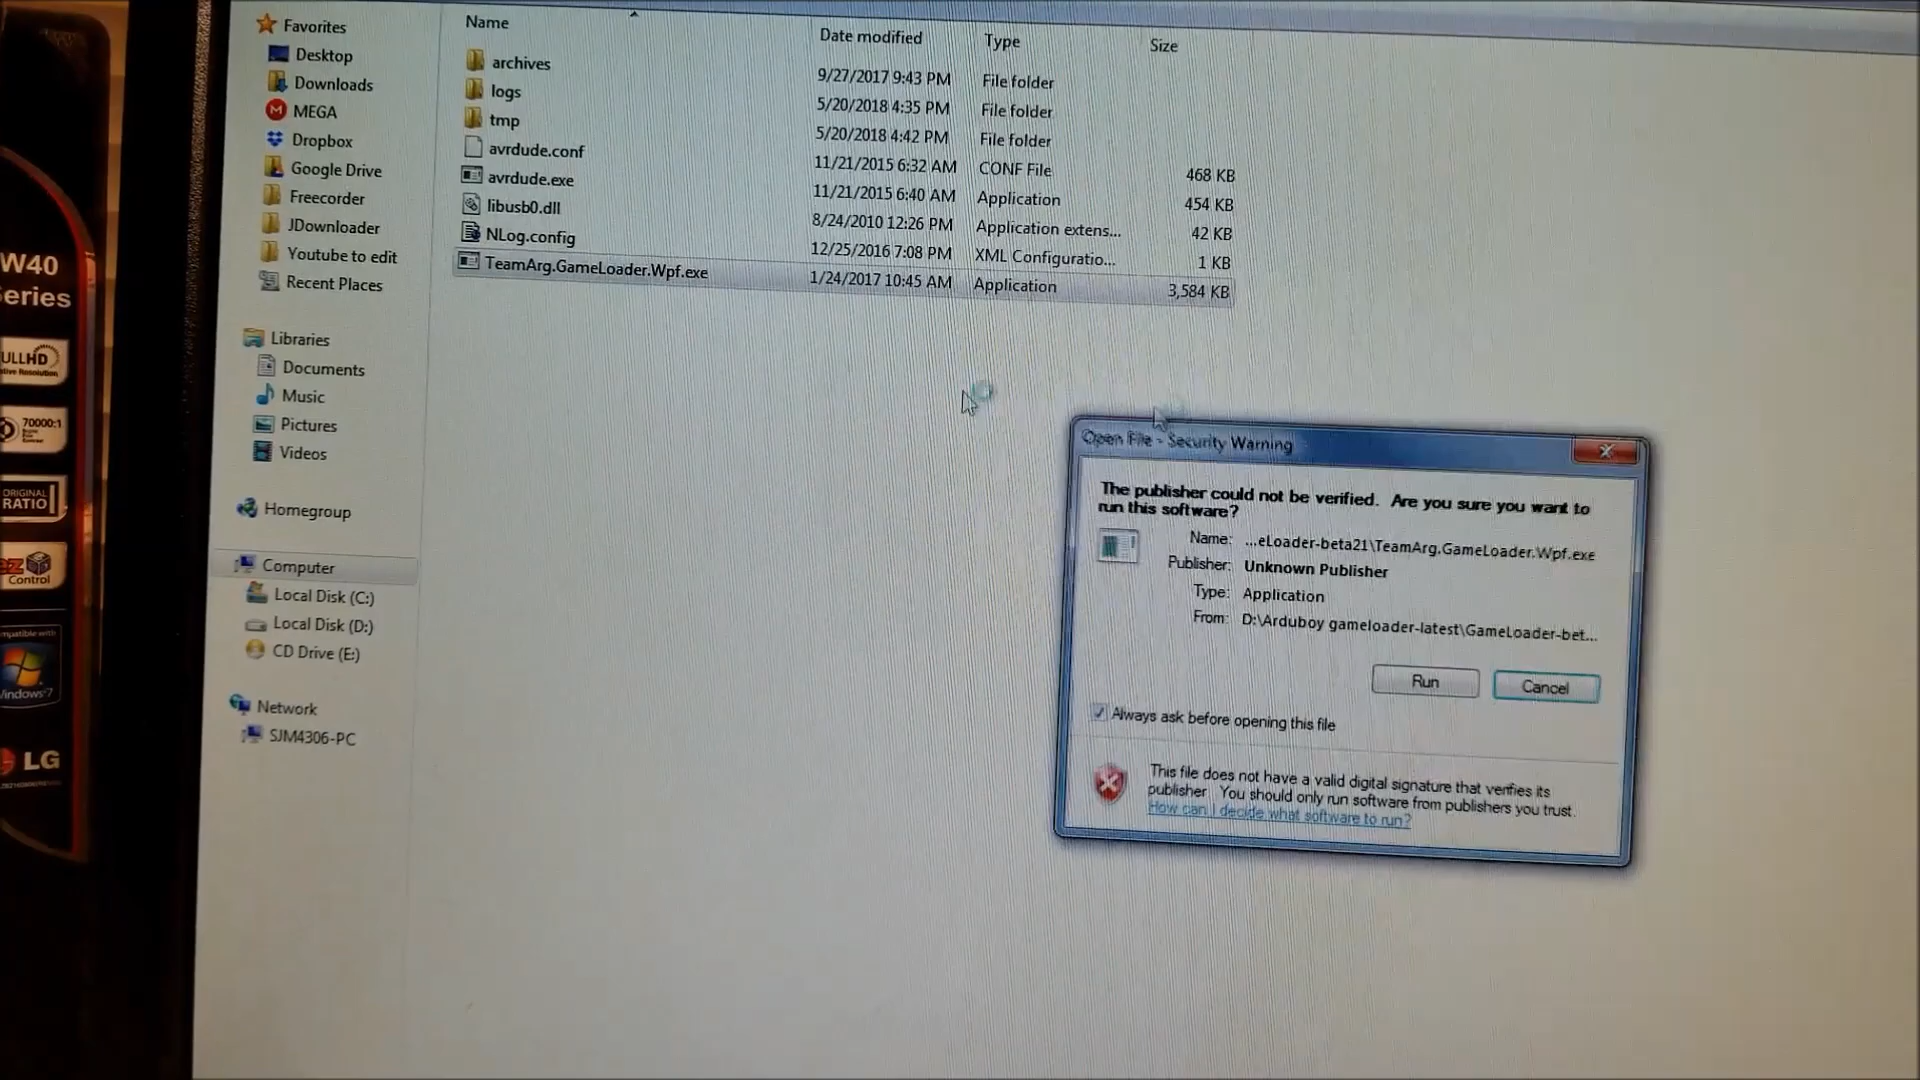 W40
Series
FULLHD
70000:1
ORIGINAL
RATIO
Control
Windows 7
LG
Favorites
Desktop
Downloads
MEGA
Dropbox
Google Drive
Freecorder
JDownloader
Youtube to edit
Recent Places
Libraries
Documents
Music
Pictures
Videos
Homegroup
Computer
Local Disk (C:)
Local Disk (D:)
CD Drive (E:)
Network
SJM4306-PC
Name Date modified Type Size
archives 9/27/2017 9:43 PM File folder
logs 5/20/2018 4:35 PM File folder
tmp 5/20/2018 4:42 PM File folder
avrdude.conf 11/21/2015 6:32 AM CONF File 468 KB
avrdude.exe 11/21/2015 6:40 AM Application 454 KB
libusb0.dll 8/24/2010 12:26 PM Application extens... 42 KB
NLog.config 12/25/2016 7:08 PM XML Configuratio... 1 KB
TeamArg.GameLoader.Wpf.exe 1/24/2017 10:45 AM Application 3,584 KB
Open File - Security Warning
The publisher could not be verified. Are you sure you want to
run this software?
Name: ...eLoader-beta21\TeamArg.GameLoader.Wpf.exe
Publisher: Unknown Publisher
Type: Application
From: D:\Arduboy gameloader-latest\GameLoader-bet...
Run Cancel
Always ask before opening this file
This file does not have a valid digital signature that verifies its
publisher. You should only run software from publishers you trust.
How can I decide what software to run?